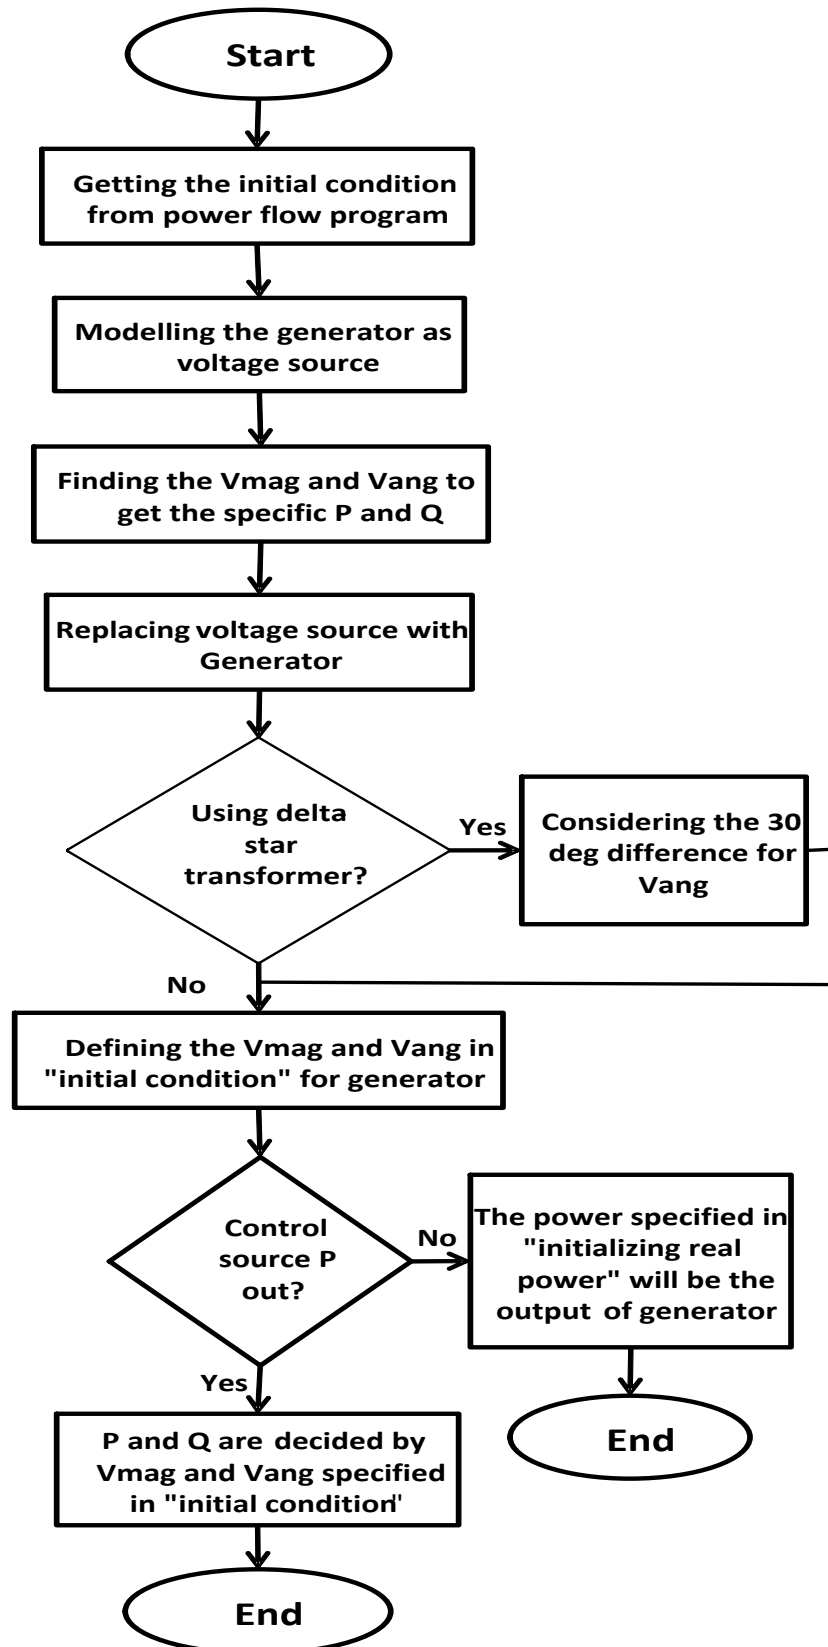 Start
Getting the initial condition
from power flow program
Modelling the generator as
voltage source
Finding the Vmag and Vang to
get the specific P and Q
Replacing voltage source with
Generator
Using delta
star
transformer?
Yes
Considering the 30
deg difference for
Vang
No
Defining the Vmag and Vang in
"initial condition" for generator
Control
source P
out?
No
The power specified in
"initializing real
power" will be the
output of generator
Yes
End
P and Q are decided by
Vmag and Vang specified
in "initial condition"
End